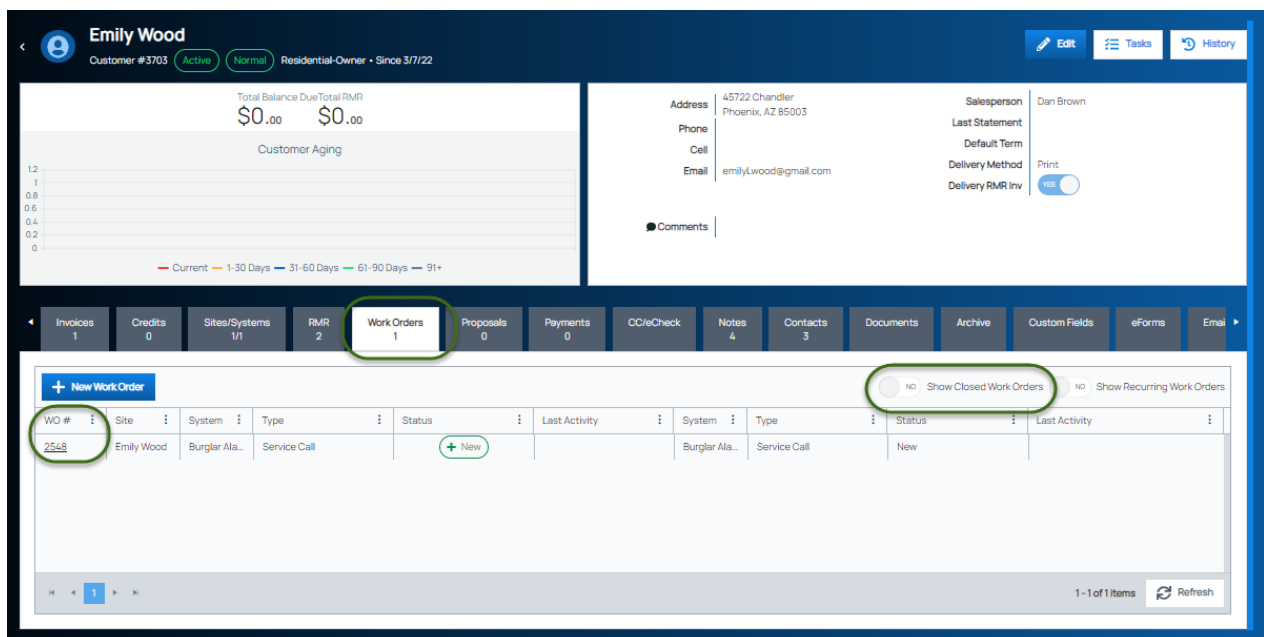 Emily Wood
Customer #3703 Active Normal Residential-Owner • Since 3/7/22
Edit Tasks History
Total Balance Due Total RMR
$0.00 $0.00
Customer Aging
1.2
1
0.8
0.6
0.4
0.2
0
Current 1-30 Days 31-60 Days 61-90 Days 91+
Address 45722 Chandler
Phoenix, AZ 85003
Phone
Cell
Email emilyLwood@gmail.com
Comments
Salesperson Dan Brown
Last Statement
Default Term
Delivery Method Print
Delivery RMR Inv YES
Invoices Credits Sites/Systems RMR Work Orders Proposals Payments CC/eCheck Notes Contacts Documents Archive Custom Fields eForms Emai
1 0 1/1 2 1 0 0 4 3
+ New Work Order NO Show Closed Work Orders NO Show Recurring Work Orders
WO # Site System Type Status Last Activity System Type Status Last Activity
2548 Emily Wood Burglar Ala... Service Call + New Burglar Ala... Service Call New
1 1 - 1 of 1 items Refresh